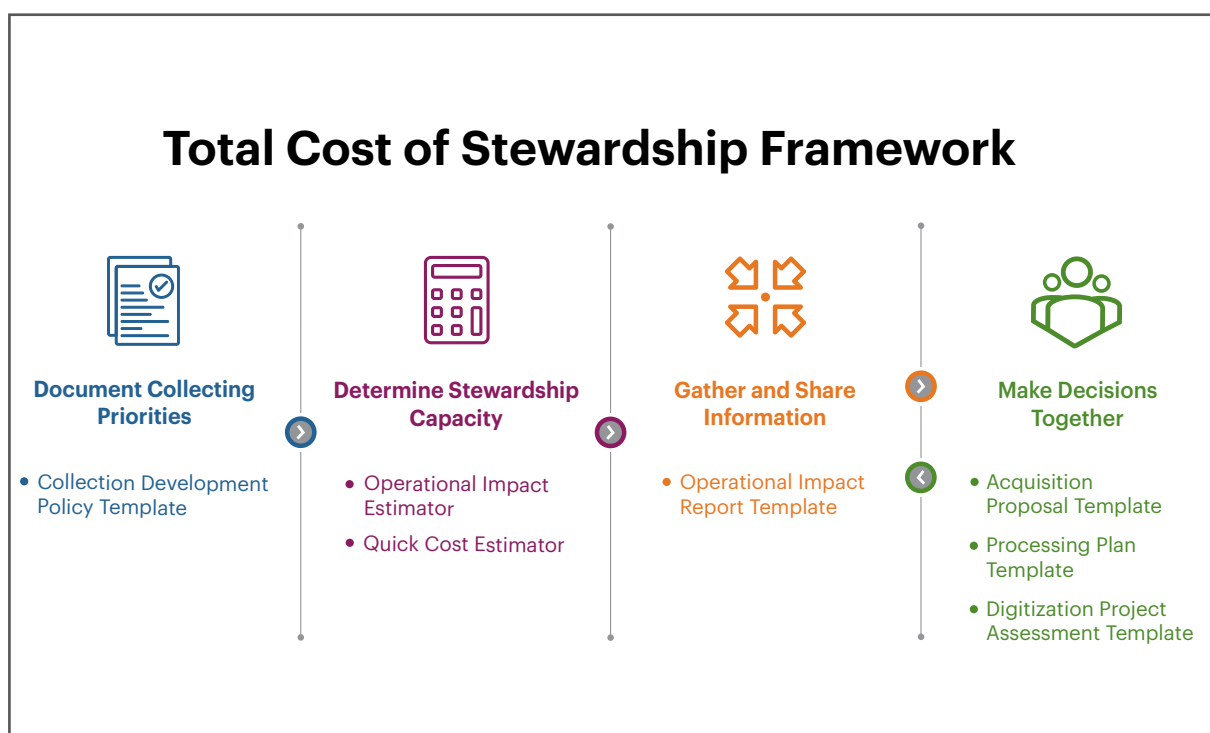 Total Cost of Stewardship Framework
Document Collecting
Priorities
• Collection Development
Policy Template
Determine Stewardship
Capacity
• Operational Impact
Estimator
• Quick Cost Estimator
Gather and Share
Information
• Operational Impact
Report Template
Make Decisions
Together
• Acquisition
Proposal Template
• Processing Plan
Template
• Digitization Project
Assessment Template